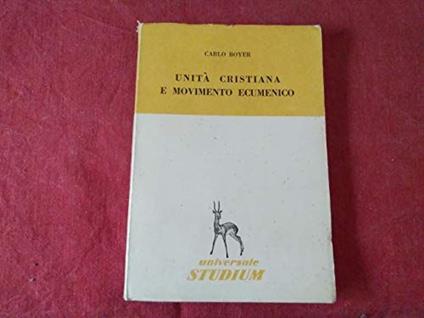 CARLO BOYER
UNITÀ CRISTIANA
E MOVIMENTO ECUMENICO
universale
STUDIUM